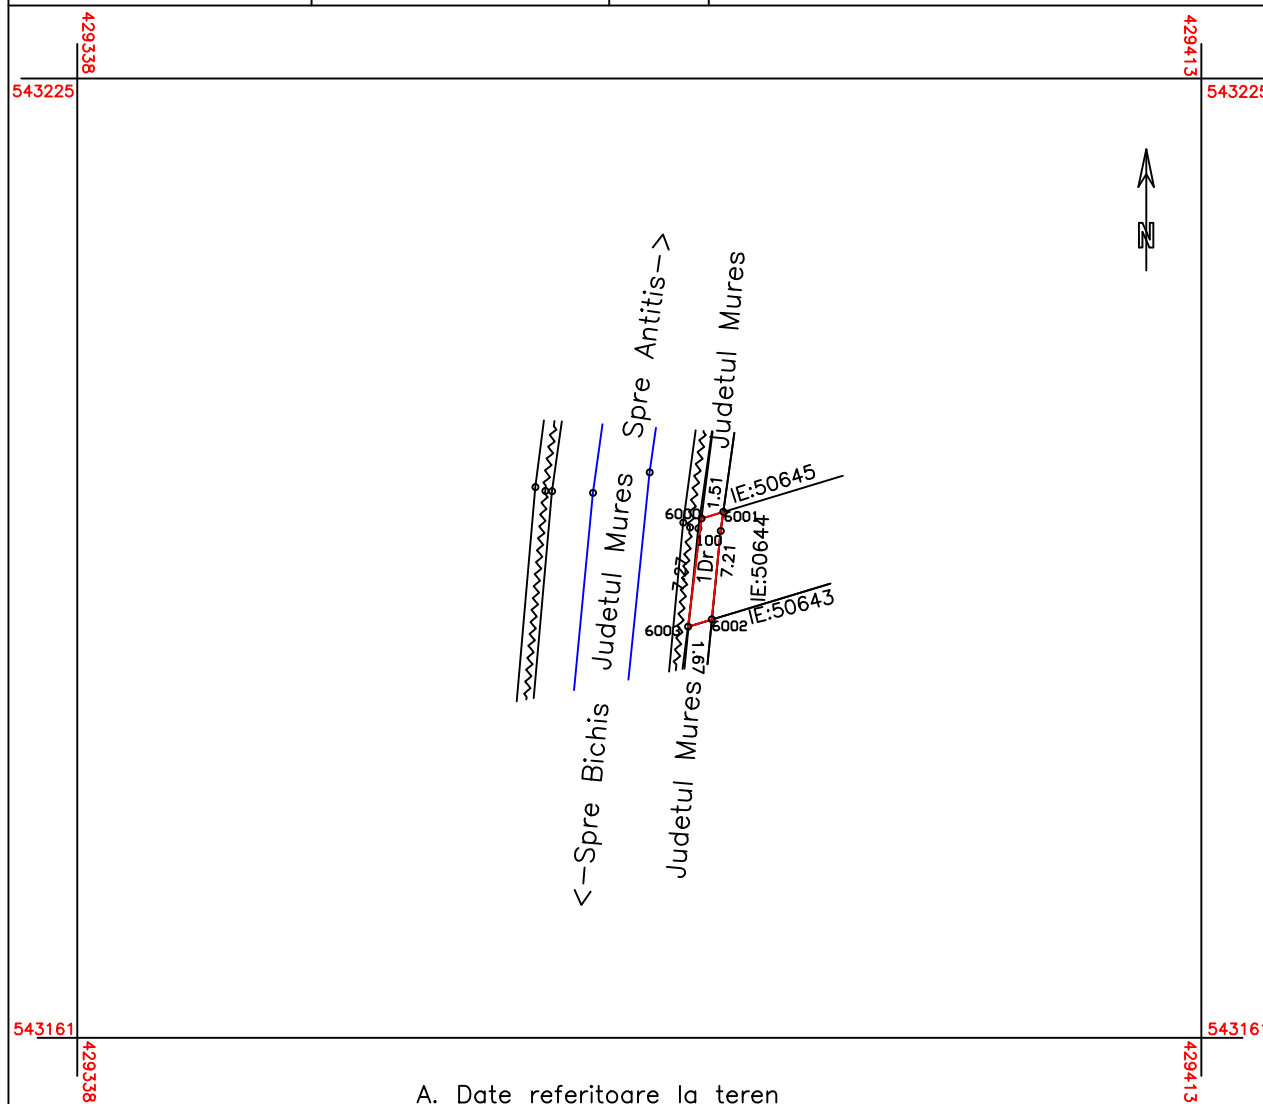 429338
429413
543225
543225
N
Spre Antitis->
Judetul Mures
Judetul Mures
IE:50645
1.51
6000
6001
100
1Dr
7.27
7.21
IE:50644
IE:50643
6003
6002
1.67
Judetul Mures
<-Spre Bichis
543161
543161
429338
429413
A. Date referitoare la teren